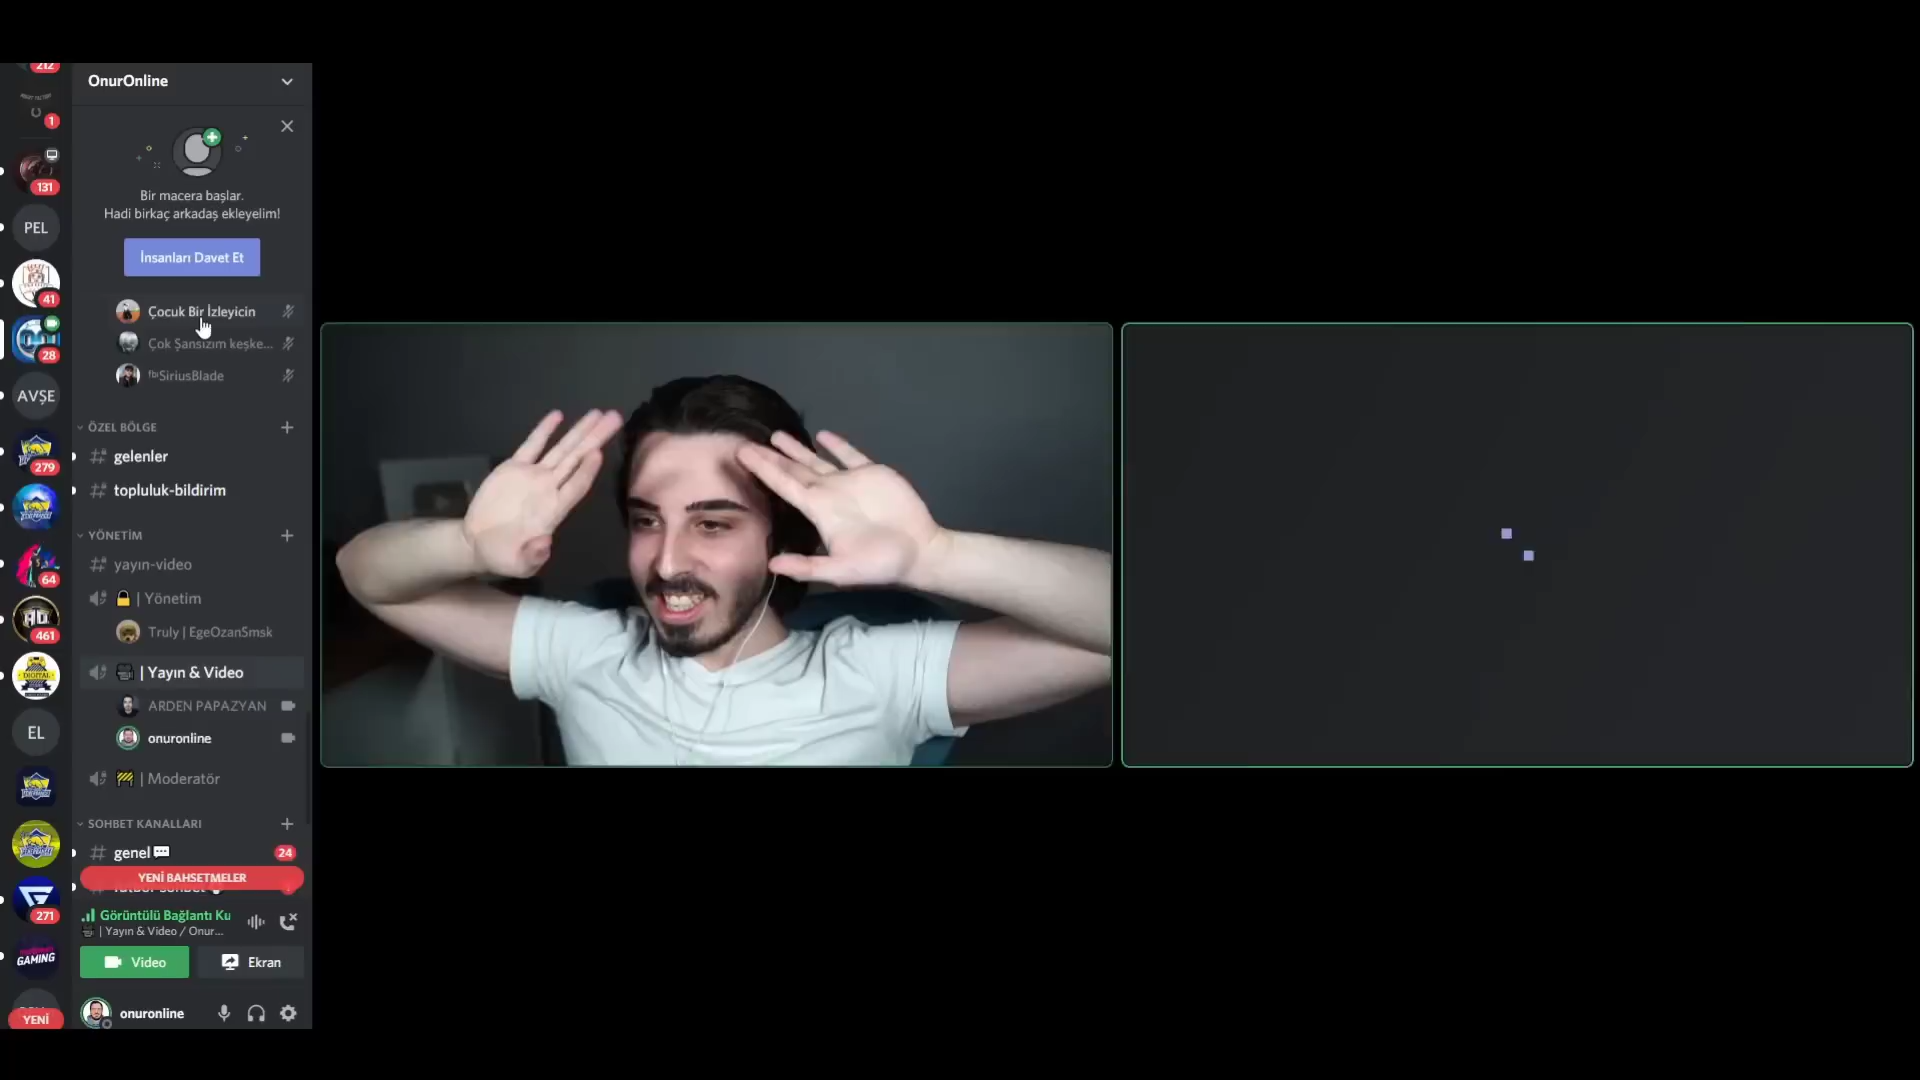 212
1
131
PEL
41
28
AVŞE
279
64
461
DIGITAL
EL
271
GAMING
YENİ
OnurOnline
Bir macera başlar.
Hadi birkaç arkadaş ekleyelim!
İnsanları Davet Et
Çocuk Bir İzleyicin
Çok Şansızım keşke...
fbiSiriusBlade
ÖZEL BÖLGE
gelenler
topluluk-bildirim
YÖNETİM
yayın-video
| Yönetim
Truly | EgeOzanSmsk
| Yayın & Video
ARDEN PAPAZYAN
onuronline
| Moderatör
SOHBET KANALLARI
genel
24
YENİ BAHSETMELER
Görüntülü Bağlantı Ku
| Yayın & Video / Onur...
Video
Ekran
onuronline